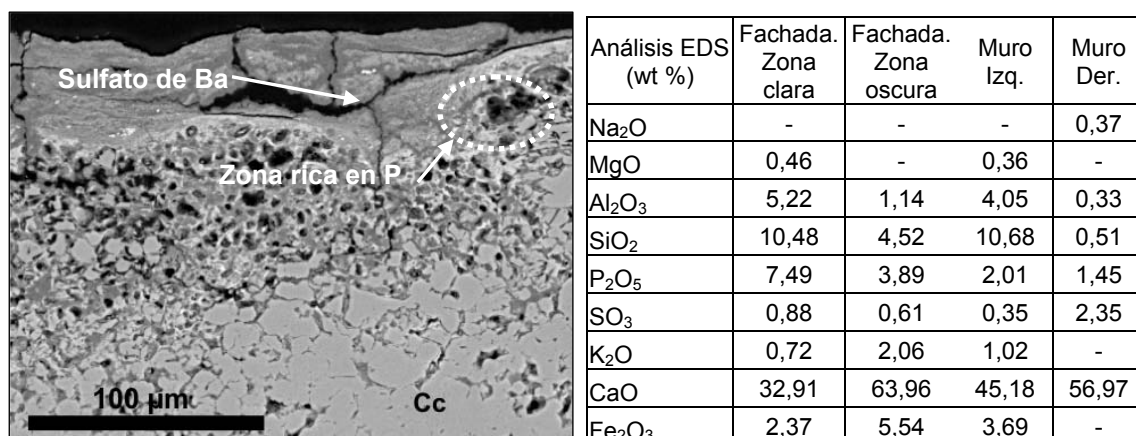 Sulfato de Ba
Zona rica en P
100 µm
Cc
Análisis EDS (wt %) Fachada. Zona clara Fachada. Zona oscura Muro Izq. Muro Der.
Na₂O - - - 0,37
MgO 0,46 - 0,36 -
Al₂O₃ 5,22 1,14 4,05 0,33
SiO₂ 10,48 4,52 10,68 0,51
P₂O₅ 7,49 3,89 2,01 1,45
SO₃ 0,88 0,61 0,35 2,35
K₂O 0,72 2,06 1,02 -
CaO 32,91 63,96 45,18 56,97
Fe₂O₃ 2,37 5,54 3,69 -